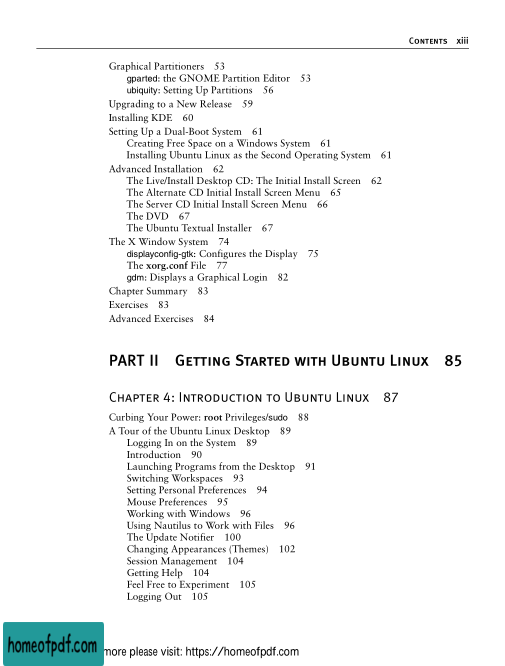 CONTENTS xiii
Graphical Partitioners 53
gparted: the GNOME Partition Editor 53
ubiquity: Setting Up Partitions 56
Upgrading to a New Release 59
Installing KDE 60
Setting Up a Dual-Boot System 61
Creating Free Space on a Windows System 61
Installing Ubuntu Linux as the Second Operating System 61
Advanced Installation 62
The Live/Install Desktop CD: The Initial Install Screen 62
The Alternate CD Initial Install Screen Menu 65
The Server CD Initial Install Screen Menu 66
The DVD 67
The Ubuntu Textual Installer 67
The X Window System 74
displayconfig-gtk: Configures the Display 75
The xorg.conf File 77
gdm: Displays a Graphical Login 82
Chapter Summary 83
Exercises 83
Advanced Exercises 84
PART II GETTING STARTED WITH UBUNTU LINUX 85
CHAPTER 4: INTRODUCTION TO UBUNTU LINUX 87
Curbing Your Power: root Privileges/sudo 88
A Tour of the Ubuntu Linux Desktop 89
Logging In on the System 89
Introduction 90
Launching Programs from the Desktop 91
Switching Workspaces 93
Setting Personal Preferences 94
Mouse Preferences 95
Working with Windows 96
Using Nautilus to Work with Files 96
The Update Notifier 100
Changing Appearances (Themes) 102
Session Management 104
Getting Help 104
Feel Free to Experiment 105
Logging Out 105
homeofpdf.com more please visit: https://homeofpdf.com